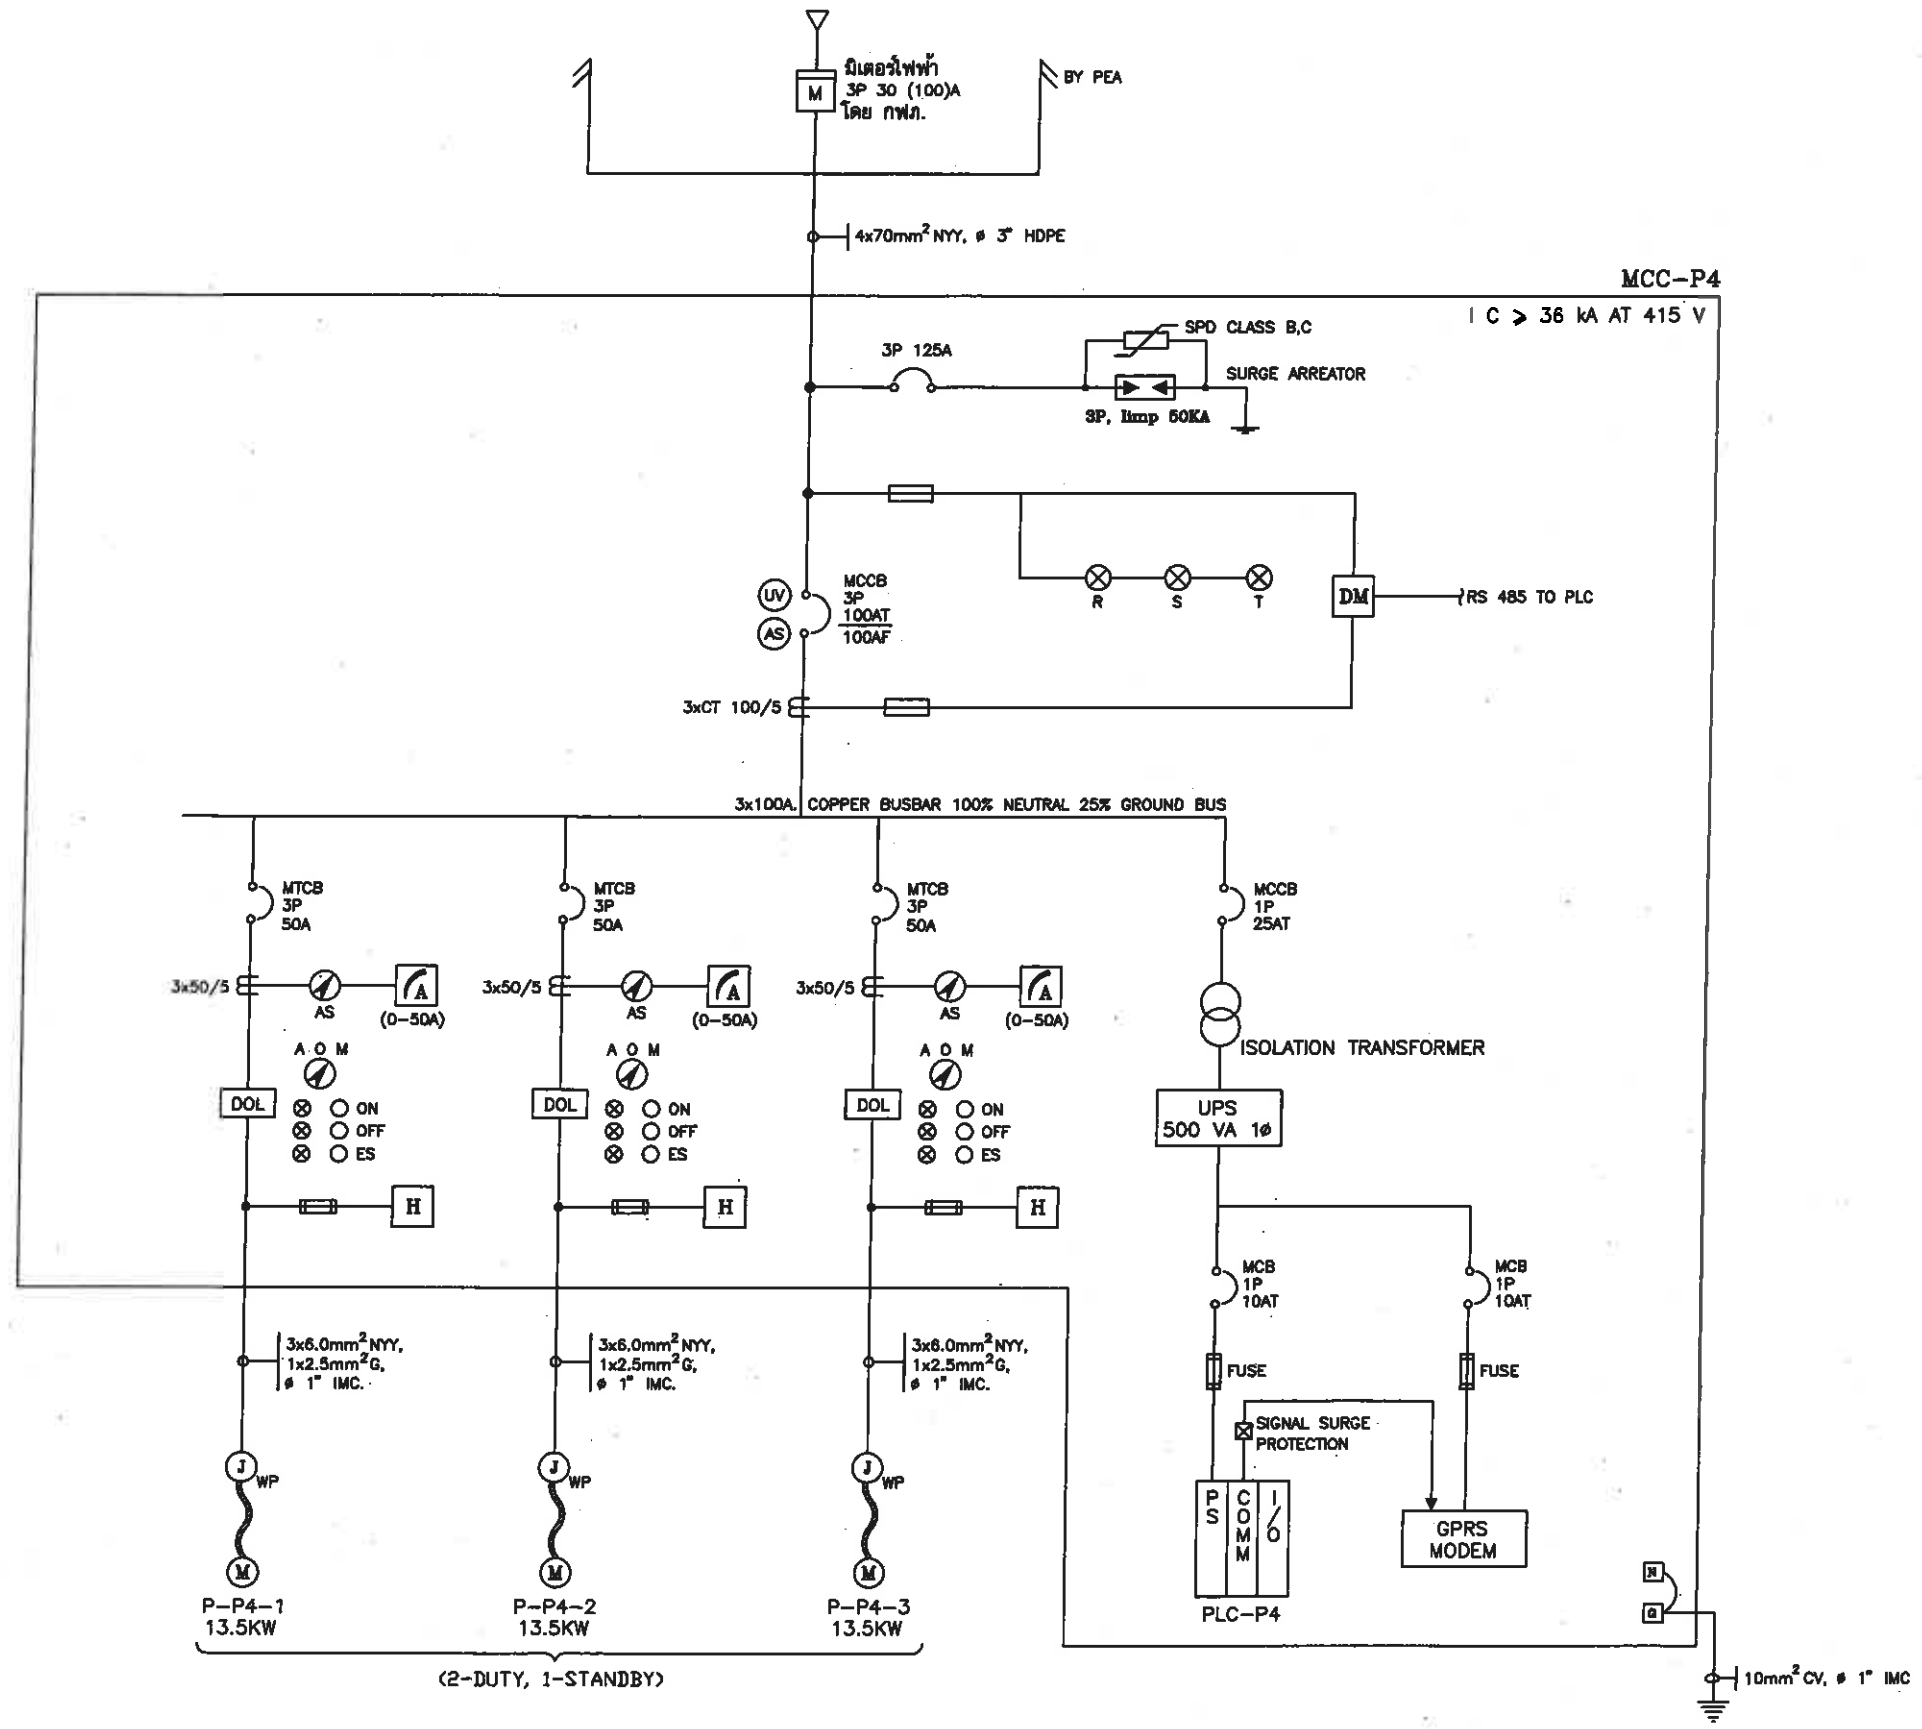 มิเตอร์ไฟฟ้า
3P 30 (100)A
โดย กฟภ.
M
BY PEA
4x70mm² NYY, ø 3" HDPE
MCC-P4
I C > 36 kA AT 415 V
SPD CLASS B,C
3P 125A
SURGE ARREATOR
3P, Iimp 50KA
UV
AS
MCCB
3P
100AT
100AF
R S T
DM
RS 485 TO PLC
3xCT 100/5
3x100A. COPPER BUSBAR 100% NEUTRAL 25% GROUND BUS
MTCB
3P
50A
MTCB
3P
50A
MTCB
3P
50A
MCCB
1P
25AT
3x50/5
AS
A
(0-50A)
3x50/5
AS
A
(0-50A)
3x50/5
AS
A
(0-50A)
ISOLATION TRANSFORMER
A O M
DOL
ON
OFF
ES
A O M
DOL
ON
OFF
ES
A O M
DOL
ON
OFF
ES
UPS
500 VA 1ø
H
H
H
MCB
1P
10AT
MCB
1P
10AT
3x6.0mm² NYY,
1x2.5mm² G,
ø 1" IMC.
3x6.0mm² NYY,
1x2.5mm² G,
ø 1" IMC.
3x6.0mm² NYY,
1x2.5mm² G,
ø 1" IMC.
FUSE
FUSE
SIGNAL SURGE
PROTECTION
J
WP
J
WP
J
WP
PS
COMM
I/O
GPRS
MODEM
M
M
M
P-P4-1
13.5KW
P-P4-2
13.5KW
P-P4-3
13.5KW
PLC-P4
N
G
(2-DUTY, 1-STANDBY)
10mm² CV, ø 1" IMC